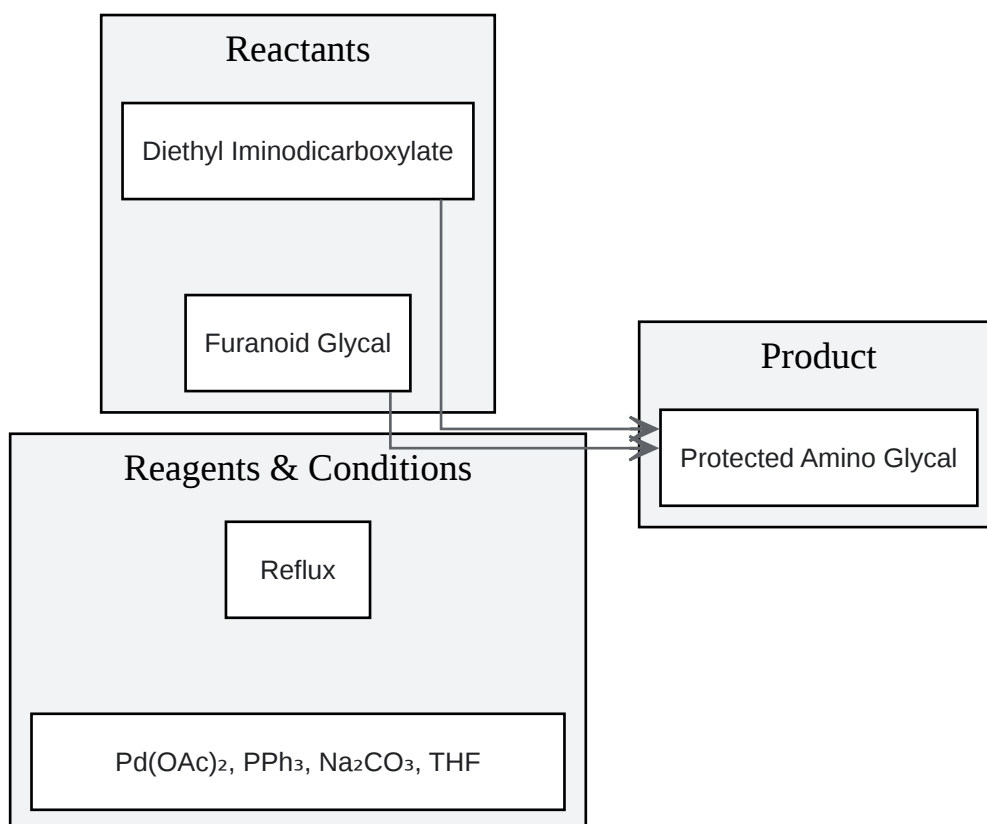 Reactants
Diethyl Iminodicarboxylate
Furanoid Glycal
Product
Protected Amino Glycal
Reagents & Conditions
Reflux
Pd(OAc)₂, PPh₃, Na₂CO₃, THF